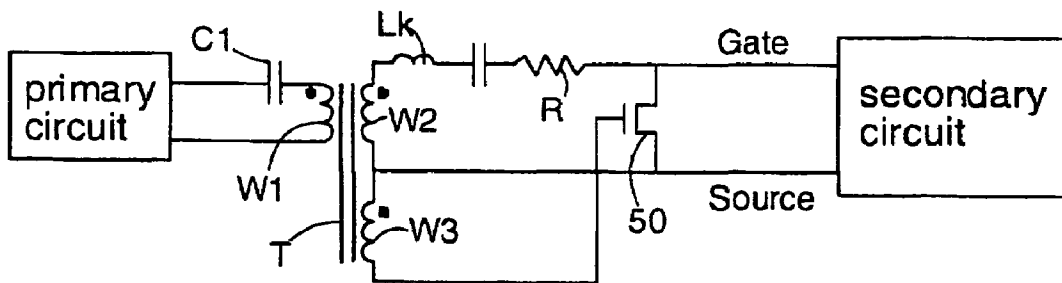 C1
Lk
Gate
primary
circuit
secondary
circuit
R
W2
W1
Source
50
T
W3